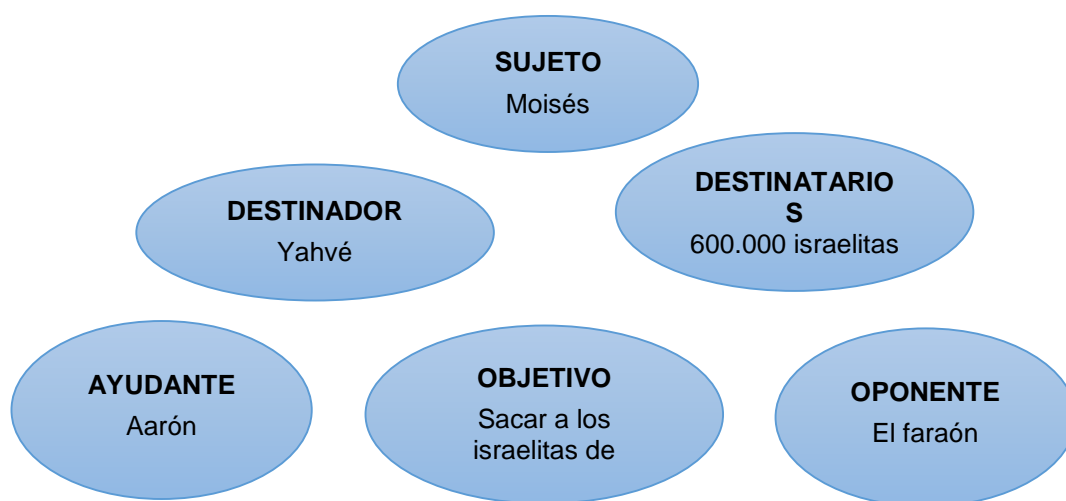 SUJETO
Moisés
DESTINADOR
Yahvé
DESTINATARIO
S
600.000 israelitas
AYUDANTE
Aarón
OBJETIVO
Sacar a los
israelitas de
OPONENTE
El faraón